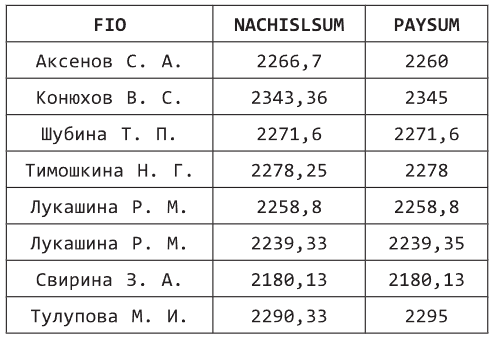 FIO NACHISLSUM PAYSUM
Аксенов С. А. 2266,7 2260
Конюхов В. С. 2343,36 2345
Шубина Т. П. 2271,6 2271,6
Тимошкина Н. Г. 2278,25 2278
Лукашина Р. М. 2258,8 2258,8
Лукашина Р. М. 2239,33 2239,35
Свирина З. А. 2180,13 2180,13
Тулупова М. И. 2290,33 2295